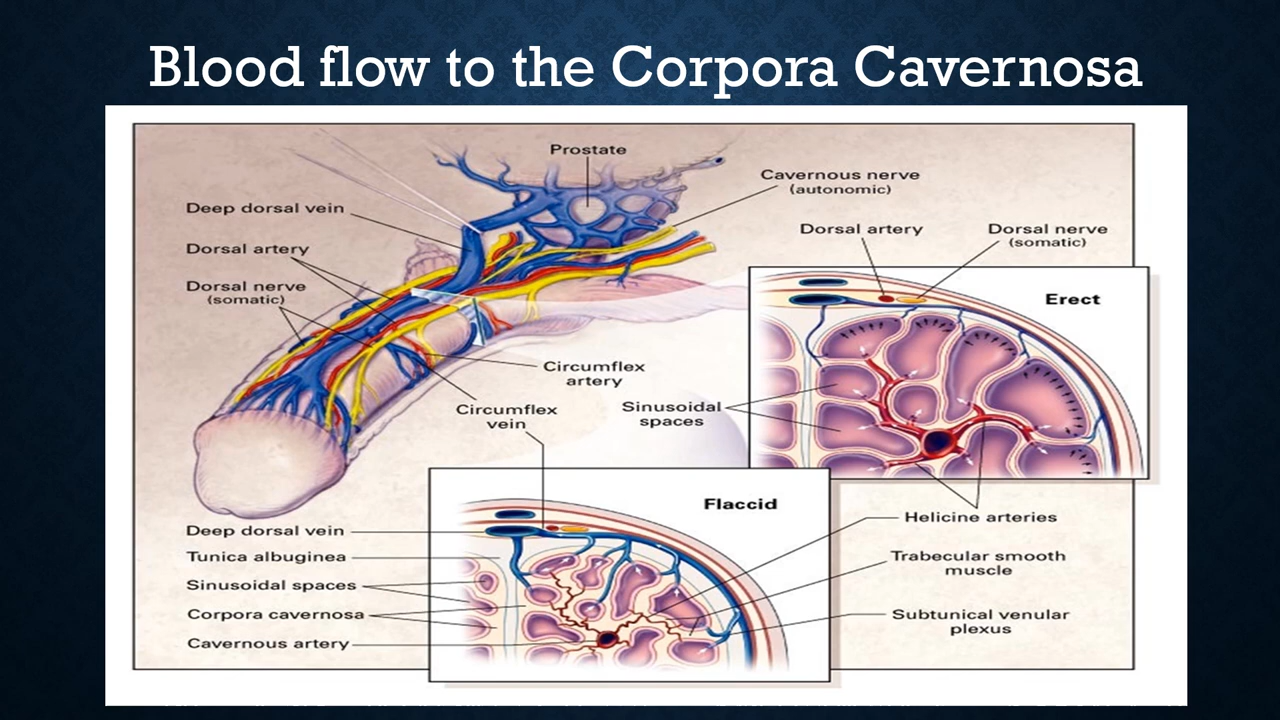 Blood flow to the Corpora Cavernosa
Prostate
Cavernous nerve
(autonomic)
Deep dorsal vein
Dorsal artery
Dorsal nerve
(somatic)
Dorsal artery
Dorsal nerve
(somatic)
Erect
Circumflex
artery
Circumflex
vein
Sinusoidal
spaces
Flaccid
Deep dorsal vein
Tunica albuginea
Sinusoidal spaces
Corpora cavernosa
Cavernous artery
Helicine arteries
Trabecular smooth
muscle
Subtunical venular
plexus